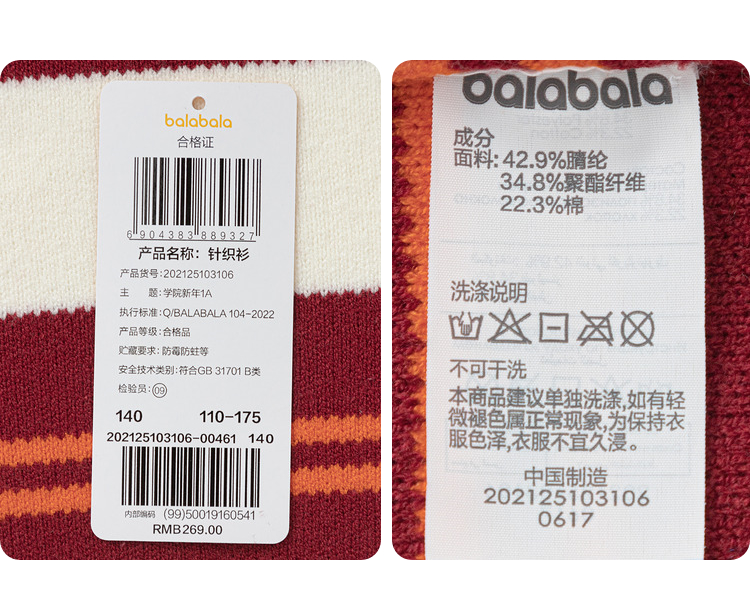 balabala
合格证
6 904383 889327
产品名称：针织衫
产品货号：202125103106
主 题：学院新年1A
执行标准：Q/BALABALA 104-2022
产品等级：合格品
贮藏要求：防霉防蛀等
安全技术类别：符合GB 31701 B类
检验员：09
140 110-175
202125103106-00461 140
内部编码 (99)50019160541
RMB269.00
balabala
成分
面料: 42.9%腈纶
34.8%聚酯纤维
22.3%棉
洗涤说明
不可干洗
本商品建议单独洗涤,如有轻
微褪色属正常现象,为保持衣
服色泽,衣服不宜久浸。
中国制造
202125103106
0617